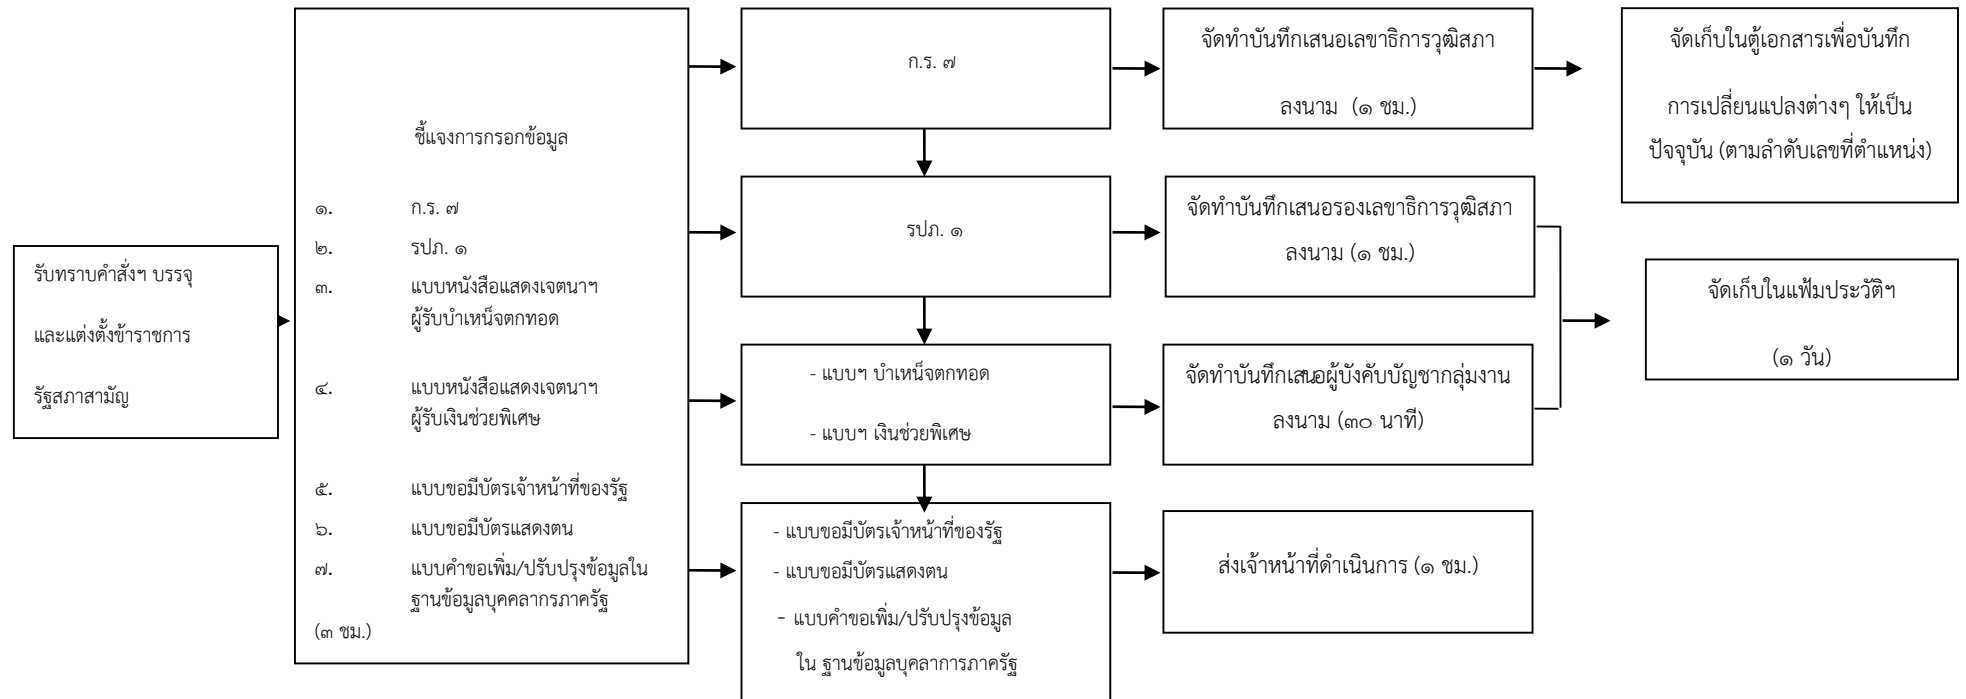 รับทราบคำสั่งฯ บรรจุ
และแต่งตั้งข้าราชการ
รัฐสภาสามัญ
ชี้แจงการกรอกข้อมูล
๑. ก.ร. ๗
๒. รปภ. ๑
๓. แบบหนังสือแสดงเจตนาฯ
ผู้รับบำเหน็จตกทอด
๔. แบบหนังสือแสดงเจตนาฯ
ผู้รับเงินช่วยพิเศษ
๕. แบบขอมีบัตรเจ้าหน้าที่ของรัฐ
๖. แบบขอมีบัตรแสดงตน
๗. แบบคำขอเพิ่ม/ปรับปรุงข้อมูลใน
ฐานข้อมูลบุคคลากรภาครัฐ
(๓ ชม.)
ก.ร. ๗
จัดทำบันทึกเสนอเลขาธิการวุฒิสภา
ลงนาม (๑ ชม.)
จัดเก็บในตู้เอกสารเพื่อบันทึก
การเปลี่ยนแปลงต่างๆ ให้เป็น
ปัจจุบัน (ตามลำดับเลขที่ตำแหน่ง)
รปภ. ๑
จัดทำบันทึกเสนอรองเลขาธิการวุฒิสภา
ลงนาม (๑ ชม.)
- แบบฯ บำเหน็จตกทอด
- แบบฯ เงินช่วยพิเศษ
จัดทำบันทึกเสนอผู้บังคับบัญชากลุ่มงาน
ลงนาม (๓๐ นาที)
จัดเก็บในแฟ้มประวัติฯ
(๑ วัน)
- แบบขอมีบัตรเจ้าหน้าที่ของรัฐ
- แบบขอมีบัตรแสดงตน
- แบบคำขอเพิ่ม/ปรับปรุงข้อมูล
ใน ฐานข้อมูลบุคลาการภาครัฐ
ส่งเจ้าหน้าที่ดำเนินการ (๑ ชม.)